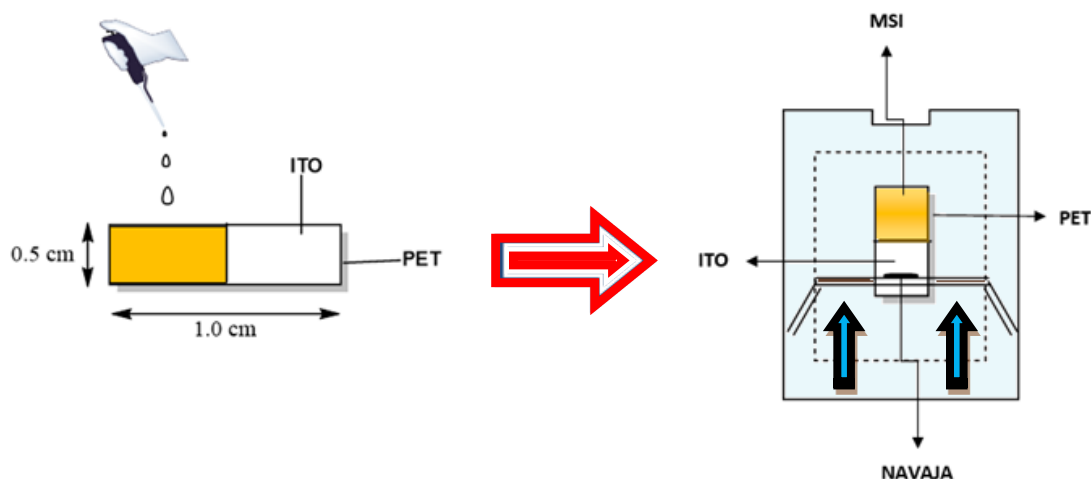 ITO
0.5 cm
PET
1.0 cm
MSI
PET
ITO
NAVAJA